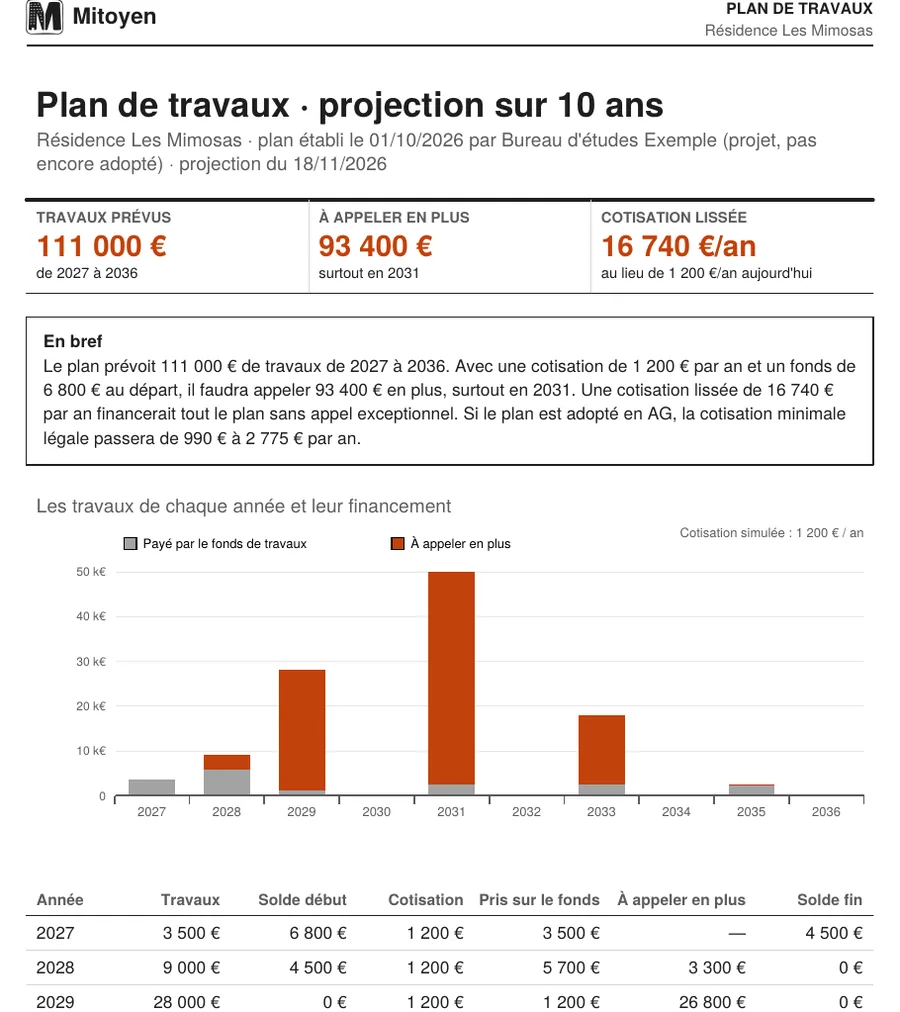 Mitoyen
PLAN DE TRAVAUX
Résidence Les Mimosas
Plan de travaux · projection sur 10 ans
Résidence Les Mimosas · plan établi le 01/10/2026 par Bureau d'études Exemple (projet, pas
encore adopté) · projection du 18/11/2026
TRAVAUX PRÉVUS
111 000 €
de 2027 à 2036
À APPELER EN PLUS
93 400 €
surtout en 2031
COTISATION LISSÉE
16 740 €/an
au lieu de 1 200 €/an aujourd'hui
En bref
Le plan prévoit 111 000 € de travaux de 2027 à 2036. Avec une cotisation de 1 200 € par an et un fonds de
6 800 € au départ, il faudra appeler 93 400 € en plus, surtout en 2031. Une cotisation lissée de 16 740 €
par an financerait tout le plan sans appel exceptionnel. Si le plan est adopté en AG, la cotisation minimale
légale passera de 990 € à 2 775 € par an.
Les travaux de chaque année et leur financement
Cotisation simulée : 1 200 € / an
Payé par le fonds de travaux
À appeler en plus
50 k€
40 k€
30 k€
20 k€
10 k€
0
2027 2028 2029 2030 2031 2032 2033 2034 2035 2036
Année Travaux Solde début Cotisation Pris sur le fonds À appeler en plus Solde fin
2027 3 500 € 6 800 € 1 200 € 3 500 € — 4 500 €
2028 9 000 € 4 500 € 1 200 € 5 700 € 3 300 € 0 €
2029 28 000 € 0 € 1 200 € 1 200 € 26 800 € 0 €